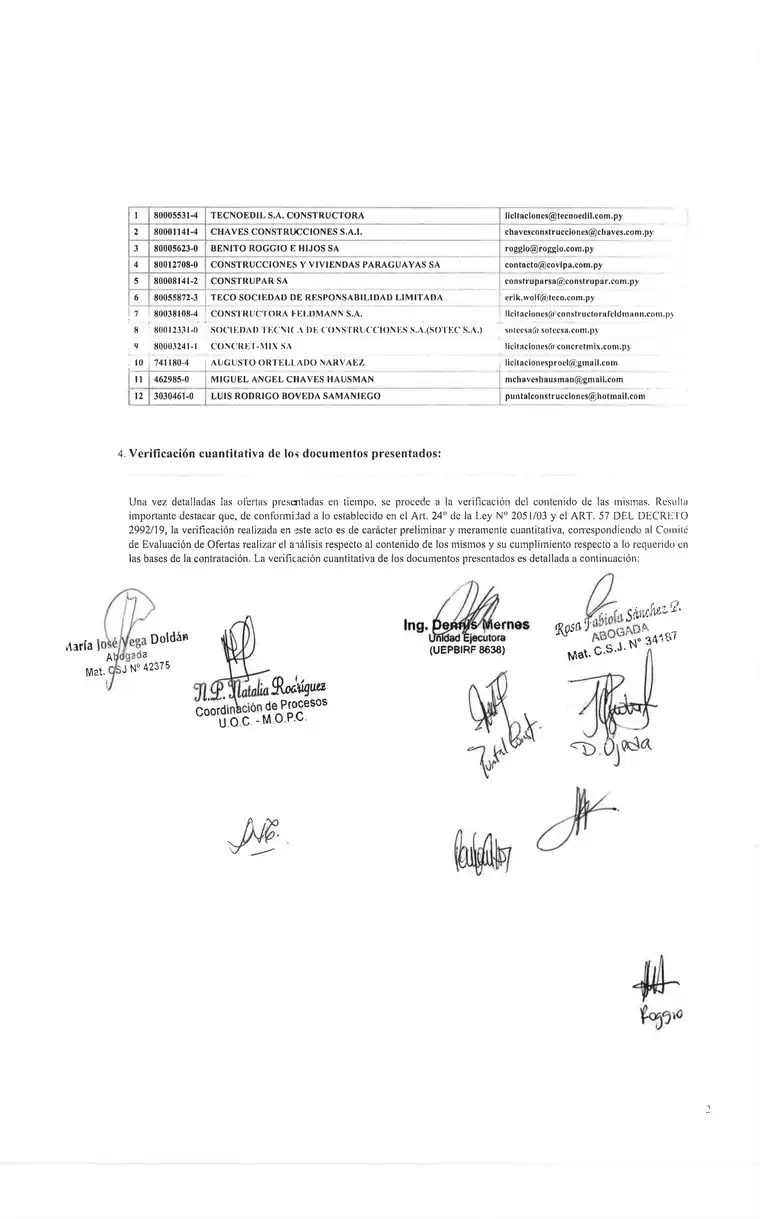 1 80005531-4 TECNOEDIL S.A. CONSTRUCTORA licitaciones@tecnoedil.com.py
2 80001141-4 CHAVES CONSTRUCCIONES S.A.I. chavesconstrucciones@chaves.com.py
3 80005623-0 BENITO ROGGIO E HIJOS SA roggio@roggio.com.py
4 80012708-0 CONSTRUCCIONES Y VIVIENDAS PARAGUAYAS SA contacto@covipa.com.py
5 80008141-2 CONSTRUPAR SA construparsa@construpar.com.py
6 80055872-3 TECO SOCIEDAD DE RESPONSABILIDAD LIMITADA erik.wolf@teco.com.py
7 80038108-4 CONSTRUCTORA FELDMANN S.A. licitaciones@constructorafeldmann.com.py
8 80012331-0 SOCIEDAD TECNICA DE CONSTRUCCIONES S.A.(SOTEC S.A.) sotecsa@sotecsa.com.py
9 80003241-1 CONCRET-MIX SA licitaciones@concretmix.com.py
10 741180-4 AUGUSTO ORTELLADO NARVAEZ licitacionesproel@gmail.com
11 462985-0 MIGUEL ANGEL CHAVES HAUSMAN mchaveshausman@gmail.com
12 3030461-0 LUIS RODRIGO BOVEDA SAMANIEGO puntalconstrucciones@hotmail.com
4. Verificación cuantitativa de los documentos presentados:
Una vez detalladas las ofertas presentadas en tiempo, se procede a la verificación del contenido de las mismas. Resulta
importante destacar que, de conformidad a lo establecido en el Art. 24° de la Ley N° 2051/03 y el ART. 57 DEL DECRETO
2992/19, la verificación realizada en este acto es de carácter preliminar y meramente cuantitativa, correspondiendo al Comité
de Evaluación de Ofertas realizar el análisis respecto al contenido de los mismos y su cumplimiento respecto a lo requerido en
las bases de la contratación. La verificación cuantitativa de los documentos presentados es detallada a continuación:
María José Vega Doldán
Abogada
Mat. CSJ N° 42375
N.P. Natalia Rodríguez
Coordinación de Procesos
U.O.C. - M.O.P.C.
Ing. Dennis Mernes
Unidad Ejecutora
(UEPBIRF 8638)
Rosa Fabiola Sánchez P.
ABOGADA
Mat. C.S.J. N° 34187
Puntal Const.
D. Ojeda
Roggio
2